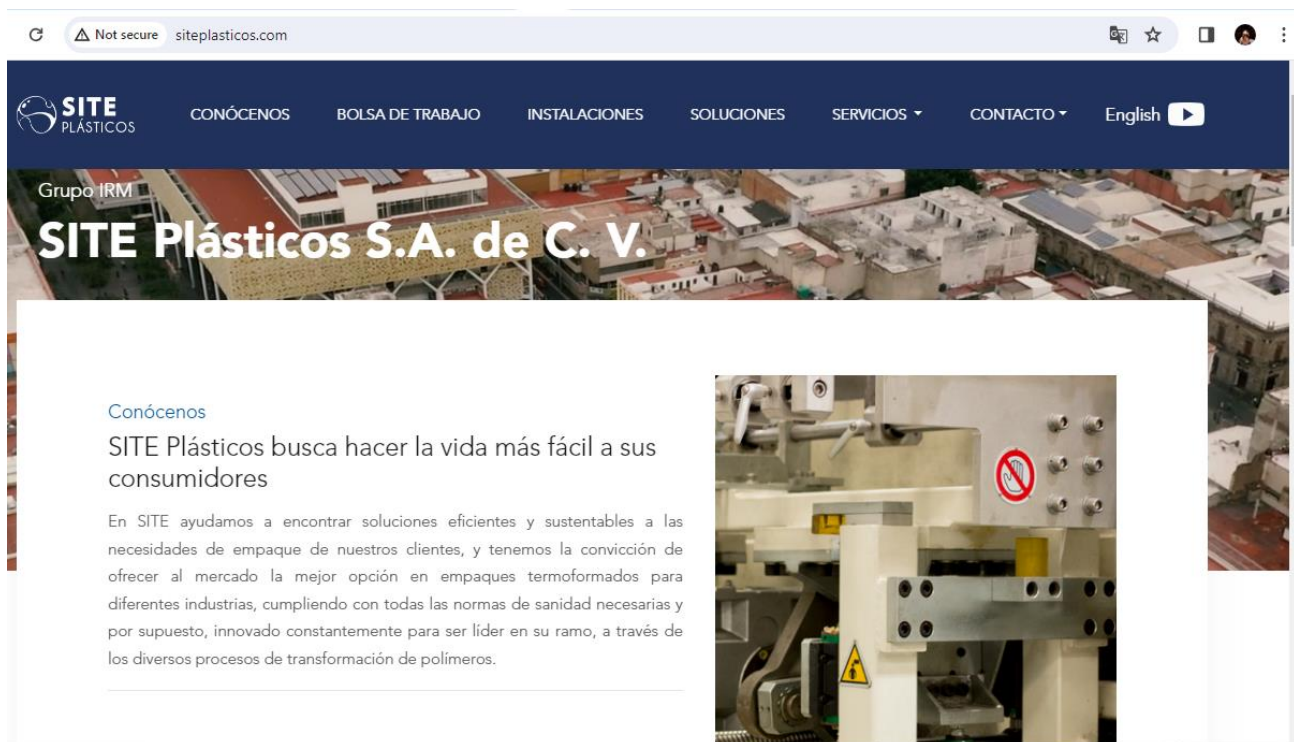 Not secure siteplasticos.com
SITE
PLÁSTICOS
CONÓCENOS BOLSA DE TRABAJO INSTALACIONES SOLUCIONES SERVICIOS CONTACTO English
Grupo IRM
SITE Plásticos S.A. de C. V.
Conócenos
SITE Plásticos busca hacer la vida más fácil a sus
consumidores
En SITE ayudamos a encontrar soluciones eficientes y sustentables a las
necesidades de empaque de nuestros clientes, y tenemos la convicción de
ofrecer al mercado la mejor opción en empaques termoformados para
diferentes industrias, cumpliendo con todas las normas de sanidad necesarias y
por supuesto, innovado constantemente para ser líder en su ramo, a través de
los diversos procesos de transformación de polímeros.